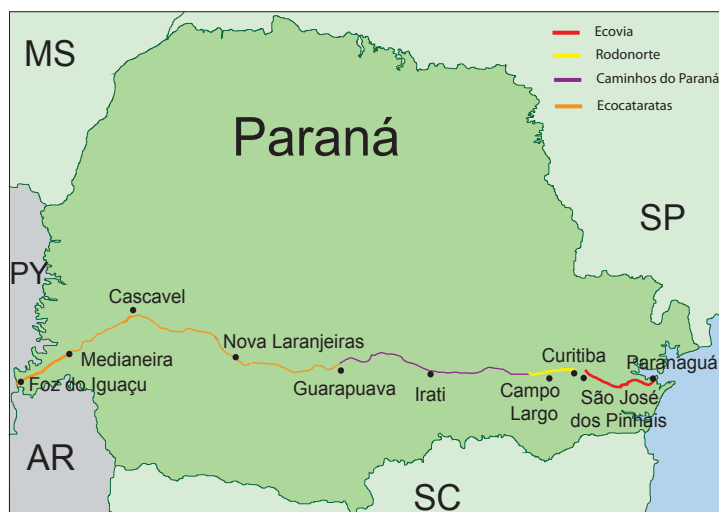 MS
Ecovia
Rodonorte
Caminhos do Paraná
Ecocataratas
Paraná
SP
PY
Cascavel
Nova Laranjeiras
Medianeira
Foz do Iguaçu
Guarapuava
Irati
Curitiba
Paranaguá
Campo
Largo
São José
dos Pinhais
AR
SC